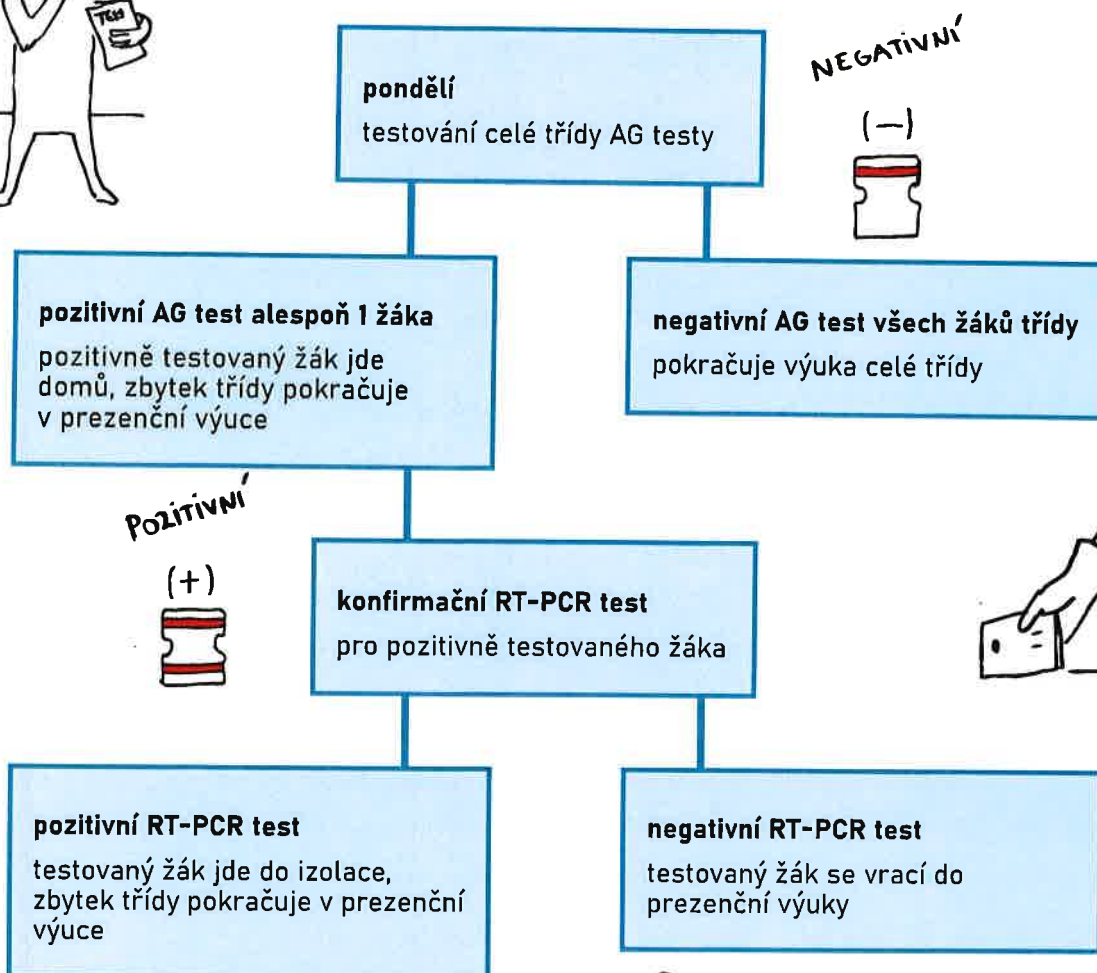 TEST
pondělí
testování celé třídy AG testy
NEGATIVNÍ
(–)
pozitivní AG test alespoň 1 žáka
pozitivně testovaný žák jde
domů, zbytek třídy pokračuje
v prezenční výuce
negativní AG test všech žáků třídy
pokračuje výuka celé třídy
POZITIVNÍ
(+)
konfirmační RT-PCR test
pro pozitivně testovaného žáka
pozitivní RT-PCR test
testovaný žák jde do izolace,
zbytek třídy pokračuje v prezenční
výuce
negativní RT-PCR test
testovaný žák se vrací do
prezenční výuky